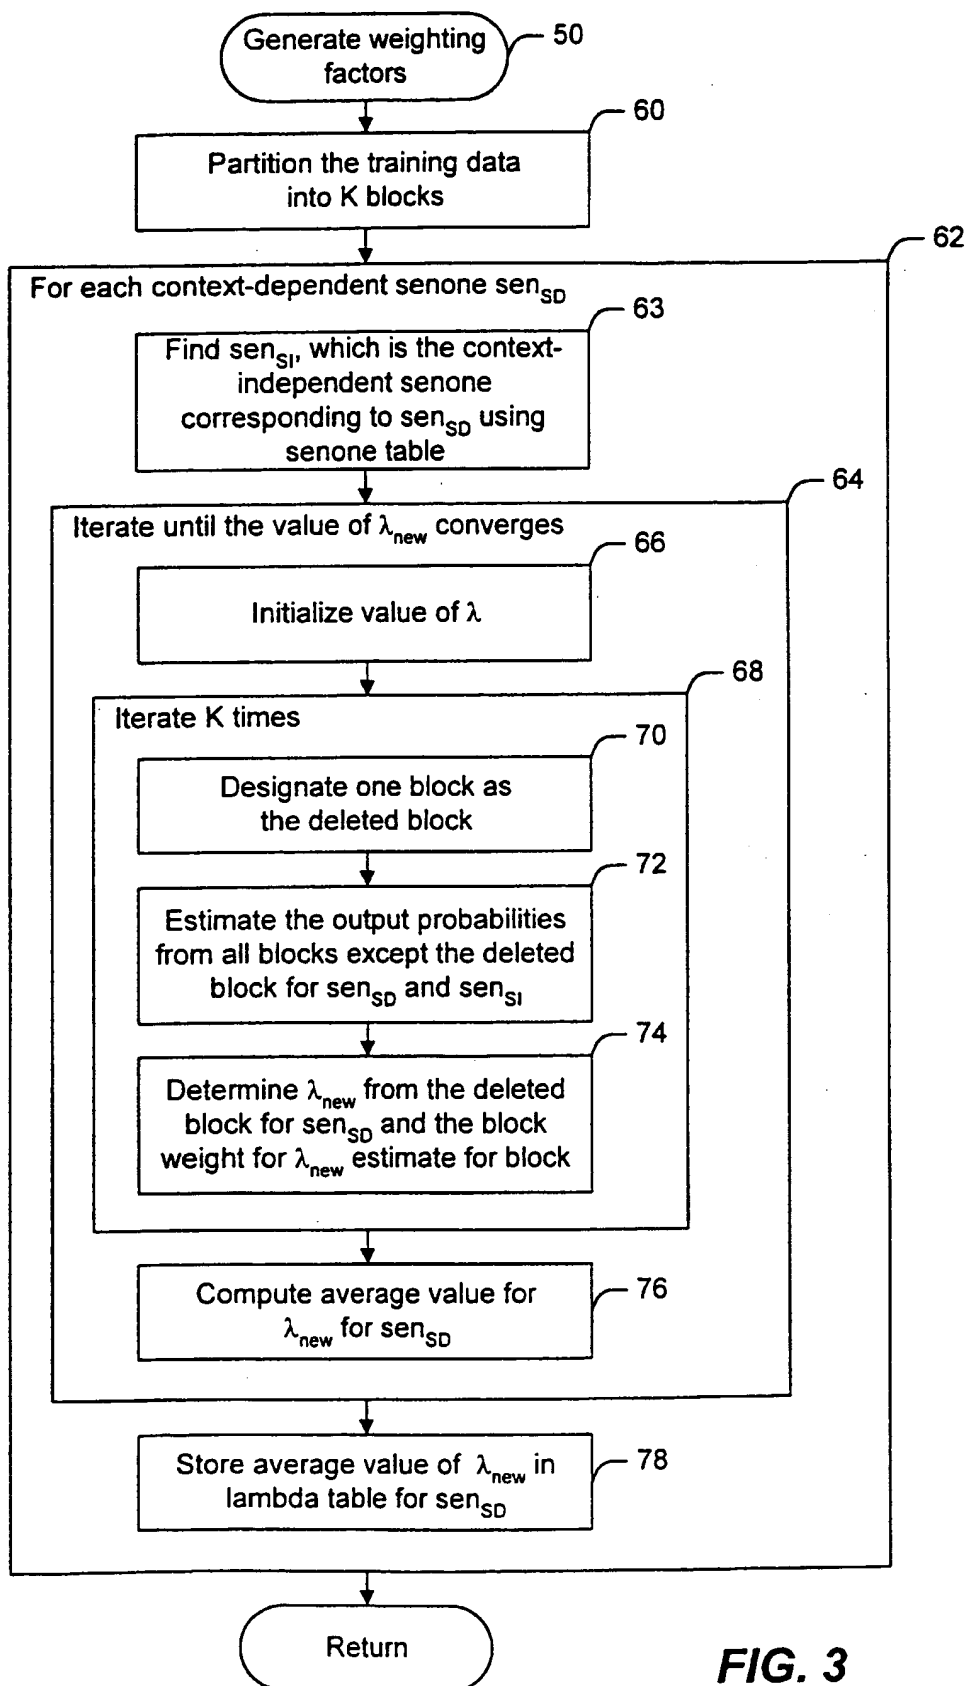 Generate weighting
factors
50
60
Partition the training data
into K blocks
62
For each context-dependent senone sen_SD
63
Find sen_SI, which is the context-
independent senone
corresponding to sen_SD using
senone table
64
Iterate until the value of λ_new converges
66
Initialize value of λ
68
Iterate K times
70
Designate one block as
the deleted block
72
Estimate the output probabilities
from all blocks except the deleted
block for sen_SD and sen_SI
74
Determine λ_new from the deleted
block for sen_SD and the block
weight for λ_new estimate for block
76
Compute average value for
λ_new for sen_SD
78
Store average value of λ_new in
lambda table for sen_SD
Return
FIG. 3